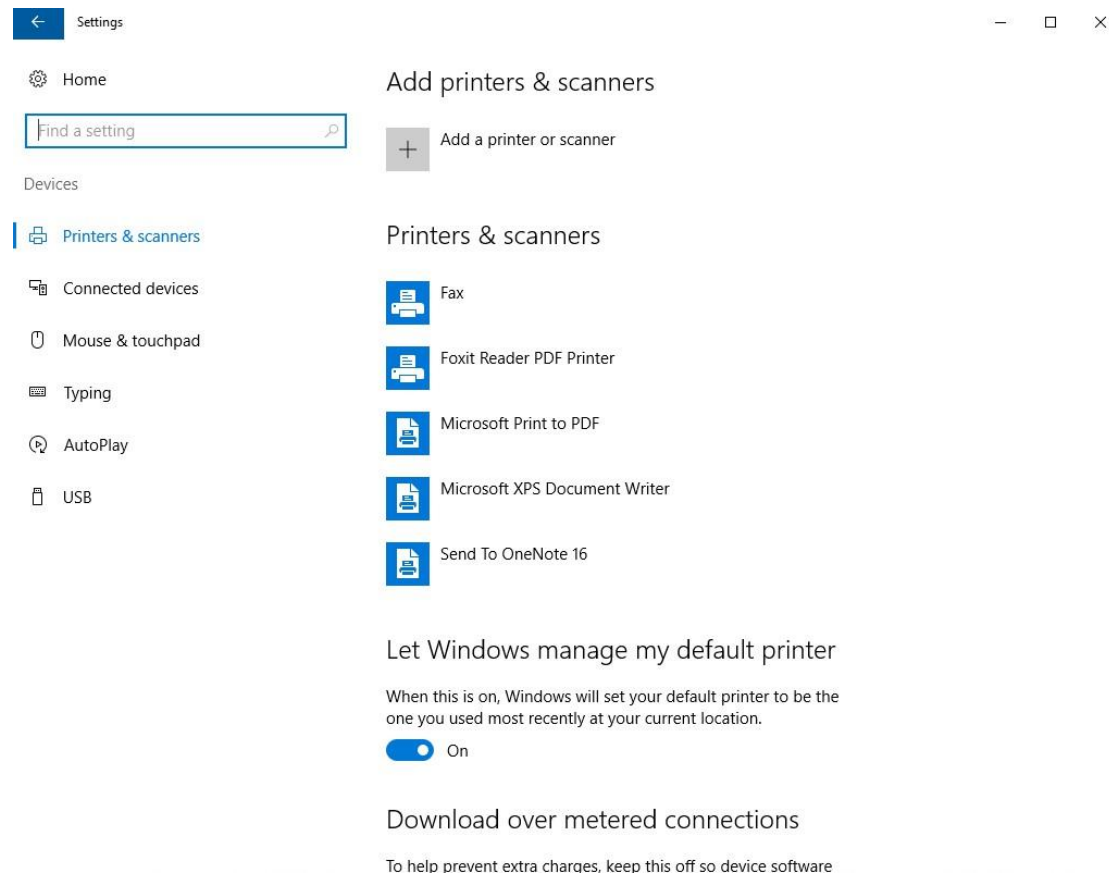 Settings
Home
Find a setting
Devices
Printers & scanners
Connected devices
Mouse & touchpad
Typing
AutoPlay
USB
Add printers & scanners
Add a printer or scanner
Printers & scanners
Fax
Foxit Reader PDF Printer
Microsoft Print to PDF
Microsoft XPS Document Writer
Send To OneNote 16
Let Windows manage my default printer
When this is on, Windows will set your default printer to be the
one you used most recently at your current location.
On
Download over metered connections
To help prevent extra charges, keep this off so device software